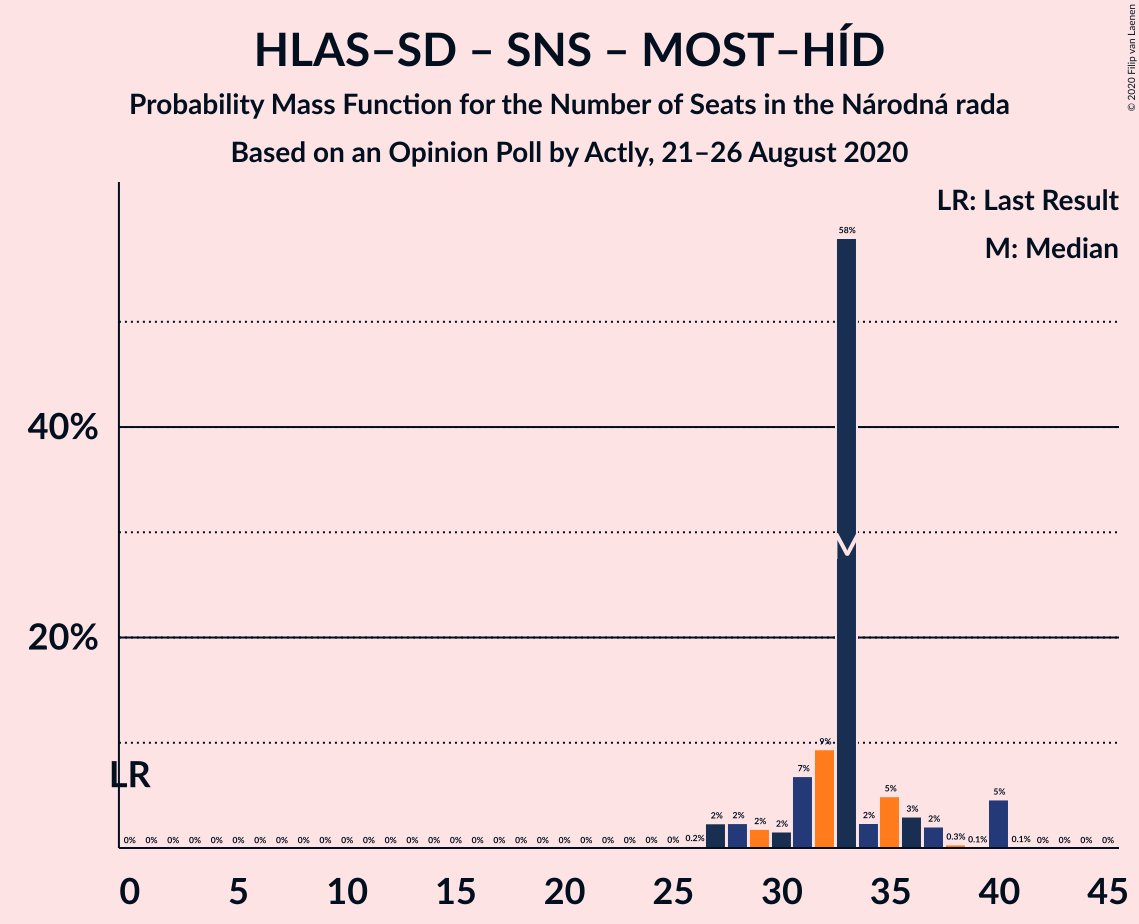 HLAS–SD – SNS – MOST–HÍD
Probability Mass Function for the Number of Seats in the Národná rada
Based on an Opinion Poll by Actly, 21–26 August 2020
© 2020 Filip van Laenen
LR: Last Result
M: Median
58%
40%
20%
9%
LR
7%
5%
5%
3%
2% 2% 2% 2% 2% 2%
0% 0% 0% 0% 0% 0% 0% 0% 0% 0% 0% 0% 0% 0% 0% 0% 0% 0% 0% 0% 0% 0% 0% 0% 0% 0% 0.2% 0.3% 0.1% 0.1% 0% 0% 0% 0%
0 5 10 15 20 25 30 35 40 45